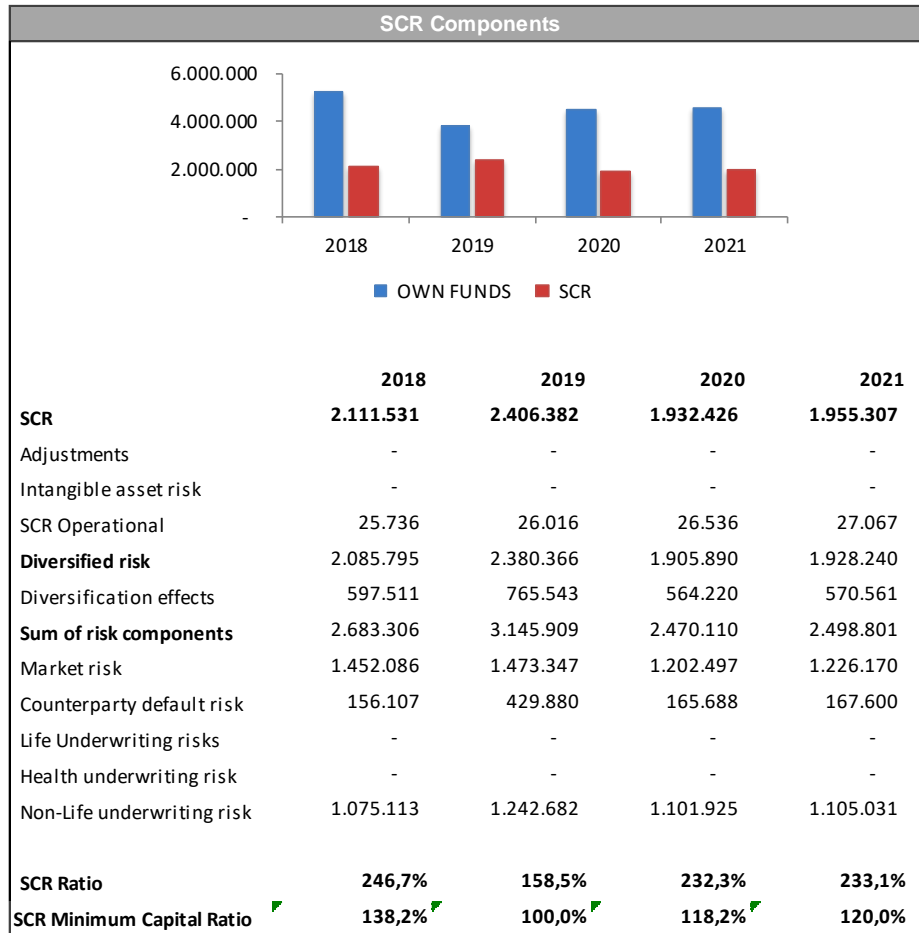 SCR Components
6.000.000
4.000.000
2.000.000
-
2018 2019 2020 2021
OWN FUNDS SCR
2018 2019 2020 2021
SCR 2.111.531 2.406.382 1.932.426 1.955.307
Adjustments - - - -
Intangible asset risk - - - -
SCR Operational 25.736 26.016 26.536 27.067
Diversified risk 2.085.795 2.380.366 1.905.890 1.928.240
Diversification effects 597.511 765.543 564.220 570.561
Sum of risk components 2.683.306 3.145.909 2.470.110 2.498.801
Market risk 1.452.086 1.473.347 1.202.497 1.226.170
Counterparty default risk 156.107 429.880 165.688 167.600
Life Underwriting risks - - - -
Health underwriting risk - - - -
Non-Life underwriting risk 1.075.113 1.242.682 1.101.925 1.105.031
SCR Ratio 246,7% 158,5% 232,3% 233,1%
SCR Minimum Capital Ratio 138,2% 100,0% 118,2% 120,0%